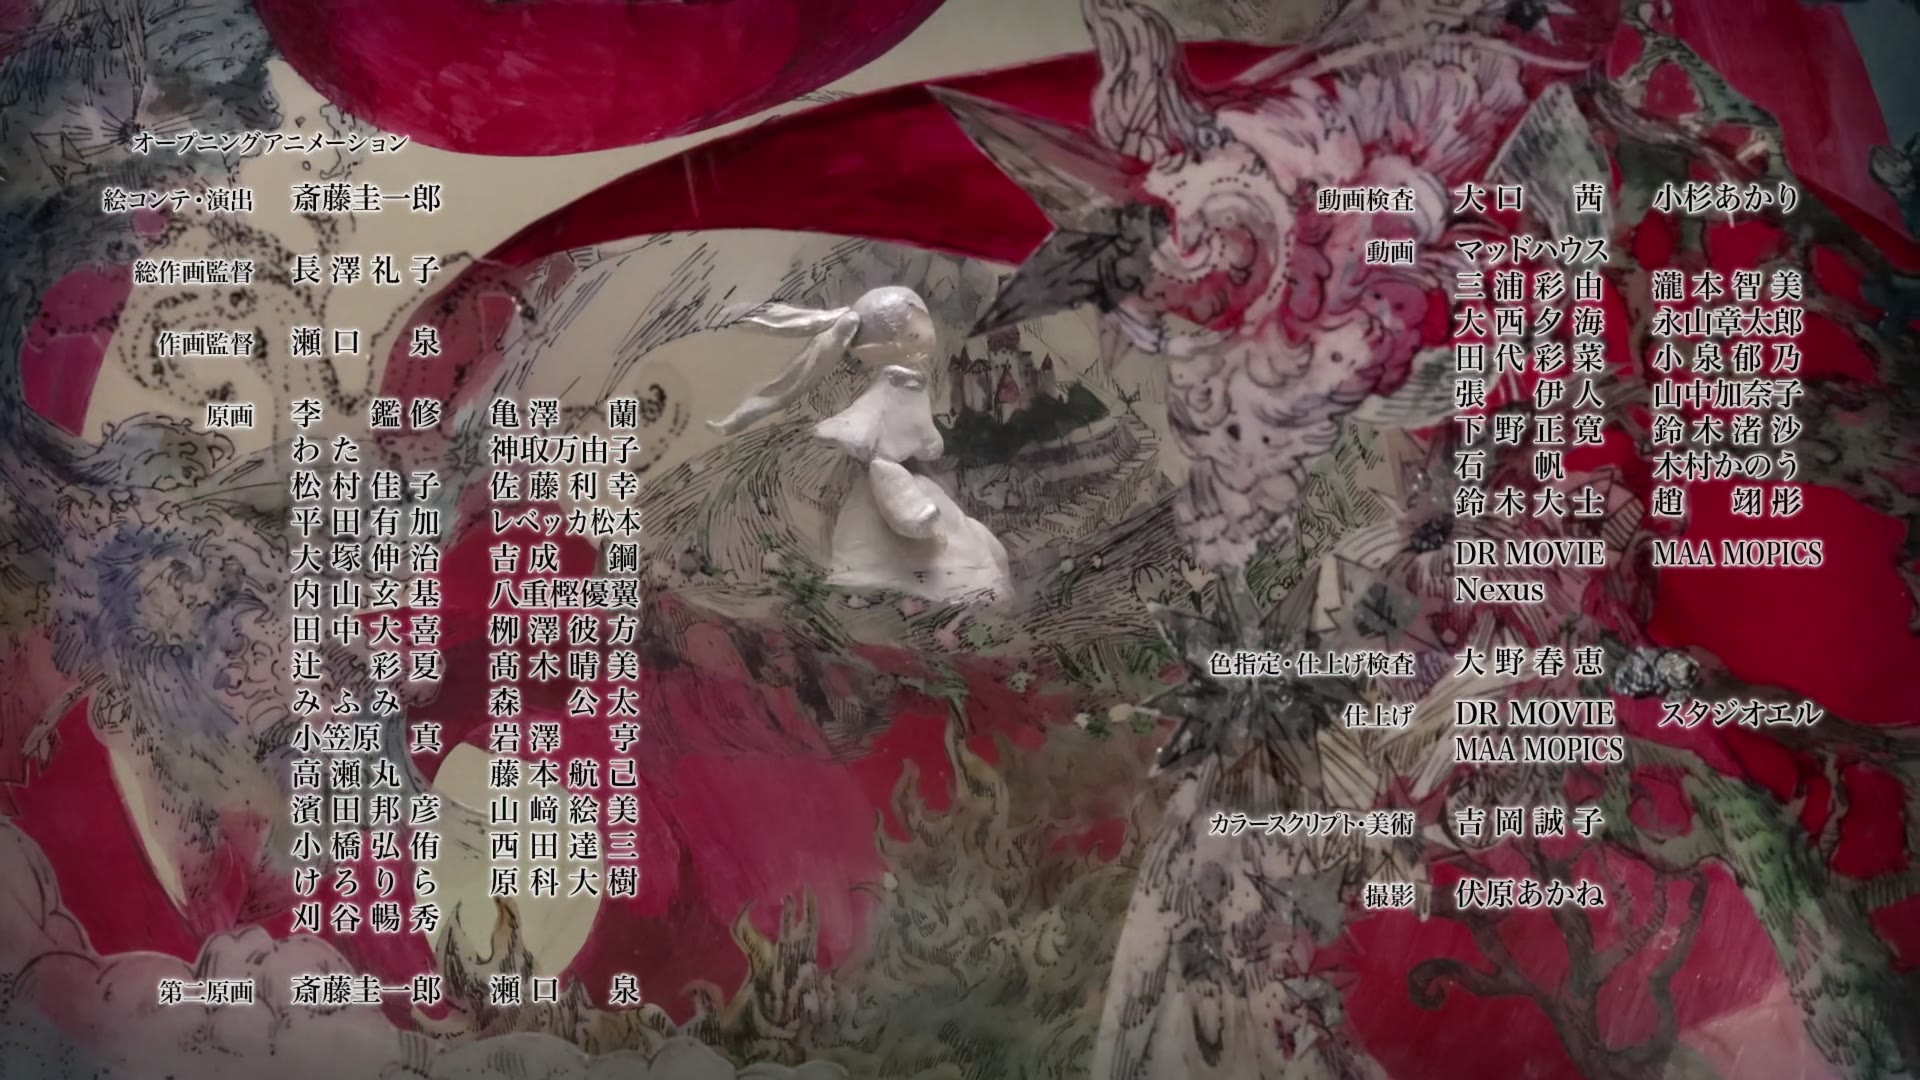 オープニングアニメーション
絵コンテ・演出 斎藤圭一郎
総作画監督 長澤礼子
作画監督 瀬口泉
原画 李鑑修 亀澤蘭
わた 神取万由子
松村佳子 佐藤利幸
平田有加 レベッカ松本
大塚伸治 吉成鋼
内山玄基 八重樫優翼
田中大喜 栁澤彼方
辻彩夏 髙木晴美
みふみ 森公太
小笠原真 岩澤亨
高瀬丸 藤本航己
濱田邦彦 山﨑絵美
小橋弘侑 西田達三
けろりら 原科大樹
刈谷暢秀
第二原画 斎藤圭一郎 瀬口泉
動画検査 大口茜 小杉あかり
動画 マッドハウス
三浦彩由 瀧本智美
大西夕海 永山章太郎
田代彩菜 小泉郁乃
張伊人 山中加奈子
下野正寛 鈴木渚沙
石帆 木村かのう
鈴木大士 趙翊彤
DR MOVIE MAA MOPICS
Nexus
色指定・仕上げ検査 大野春恵
仕上げ DR MOVIE スタジオエル
MAA MOPICS
カラースクリプト・美術 吉岡誠子
撮影 伏原あかね